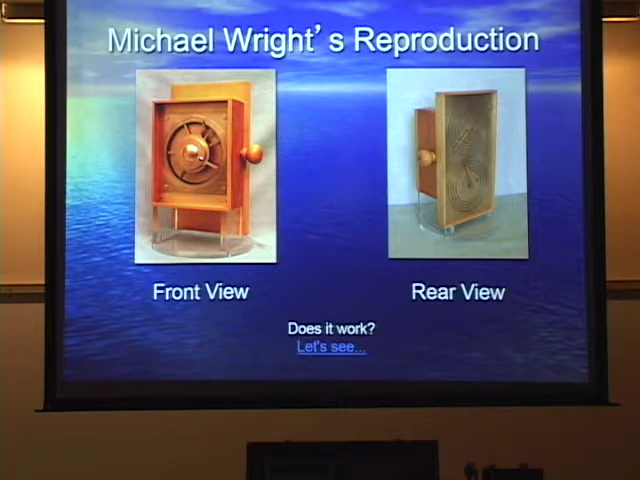 Michael Wright's Reproduction
Front View
Rear View
Does it work?
Let's see...